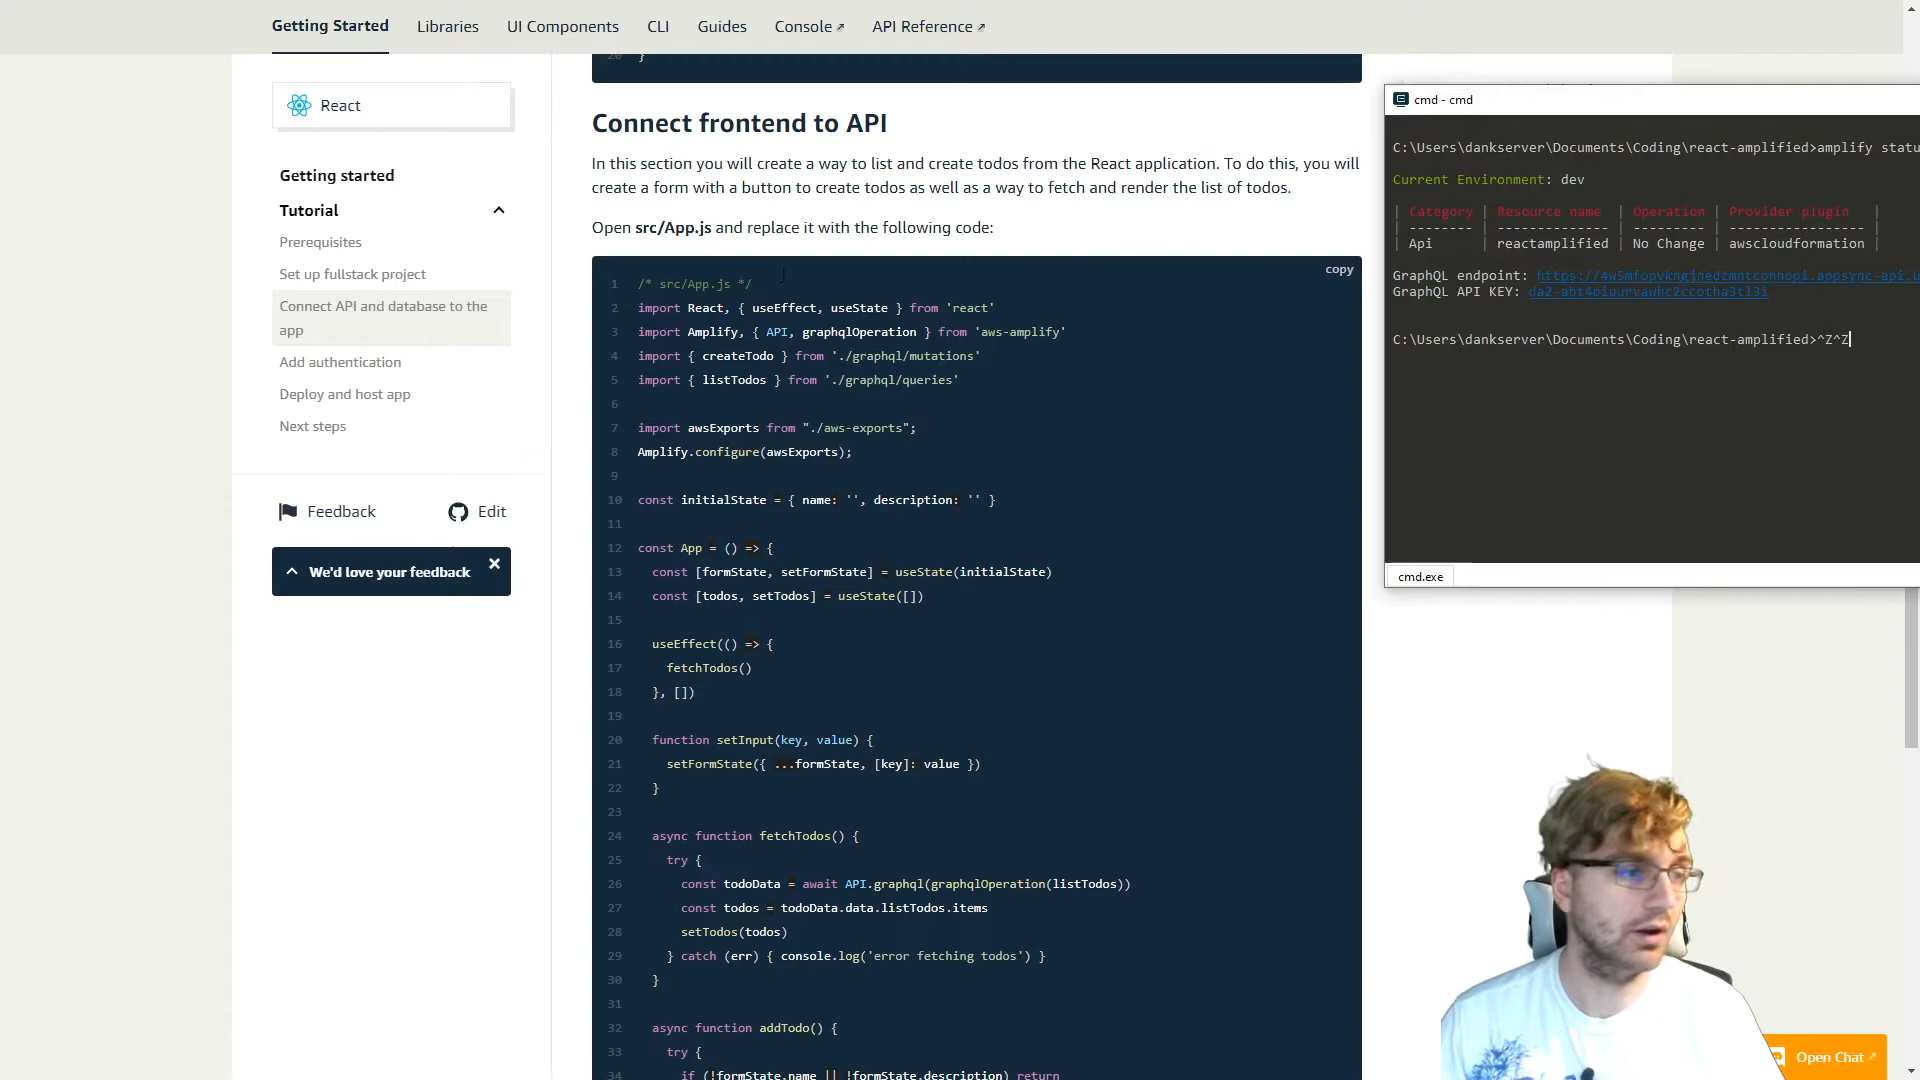 Getting Started
Libraries
UI Components
CLI
Guides
Console
API Reference
React
Getting started
Tutorial
Prerequisites
Set up fullstack project
Connect API and database to the
app
Add authentication
Deploy and host app
Next steps
Feedback
Edit
We'd love your feedback
20 }
Connect frontend to API
In this section you will create a way to list and create todos from the React application. To do this, you will
create a form with a button to create todos as well as a way to fetch and render the list of todos.
Open src/App.js and replace it with the following code:
copy
1 /* src/App.js */
2 import React, { useEffect, useState } from 'react'
3 import Amplify, { API, graphqlOperation } from 'aws-amplify'
4 import { createTodo } from './graphql/mutations'
5 import { listTodos } from './graphql/queries'
6
7 import awsExports from "./aws-exports";
8 Amplify.configure(awsExports);
9
10 const initialState = { name: '', description: '' }
11
12 const App = () => {
13 const [formState, setFormState] = useState(initialState)
14 const [todos, setTodos] = useState([])
15
16 useEffect(() => {
17 fetchTodos()
18 }, [])
19
20 function setInput(key, value) {
21 setFormState({ ...formState, [key]: value })
22 }
23
24 async function fetchTodos() {
25 try {
26 const todoData = await API.graphql(graphqlOperation(listTodos))
27 const todos = todoData.data.listTodos.items
28 setTodos(todos)
29 } catch (err) { console.log('error fetching todos') }
30 }
31
32 async function addTodo() {
33 try {
34 if (!formState.name || !formState.description) return
cmd - cmd
C:\Users\dankserver\Documents\Coding\react-amplified>amplify statu
Current Environment: dev
| Category | Resource name | Operation | Provider plugin |
| -------- | -------------- | --------- | ----------------- |
| Api | reactamplified | No Change | awscloudformation |
GraphQL endpoint:
GraphQL API KEY:
C:\Users\dankserver\Documents\Coding\react-amplified>^Z^Z
cmd.exe
Open Chat